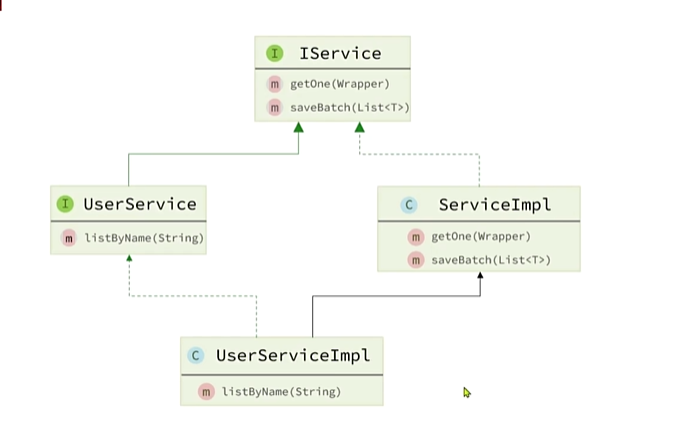 I IService
m getOne(Wrapper)
m saveBatch(List<T>)
I UserService
m listByName(String)
C ServiceImpl
m getOne(Wrapper)
m saveBatch(List<T>)
C UserServiceImpl
m listByName(String)